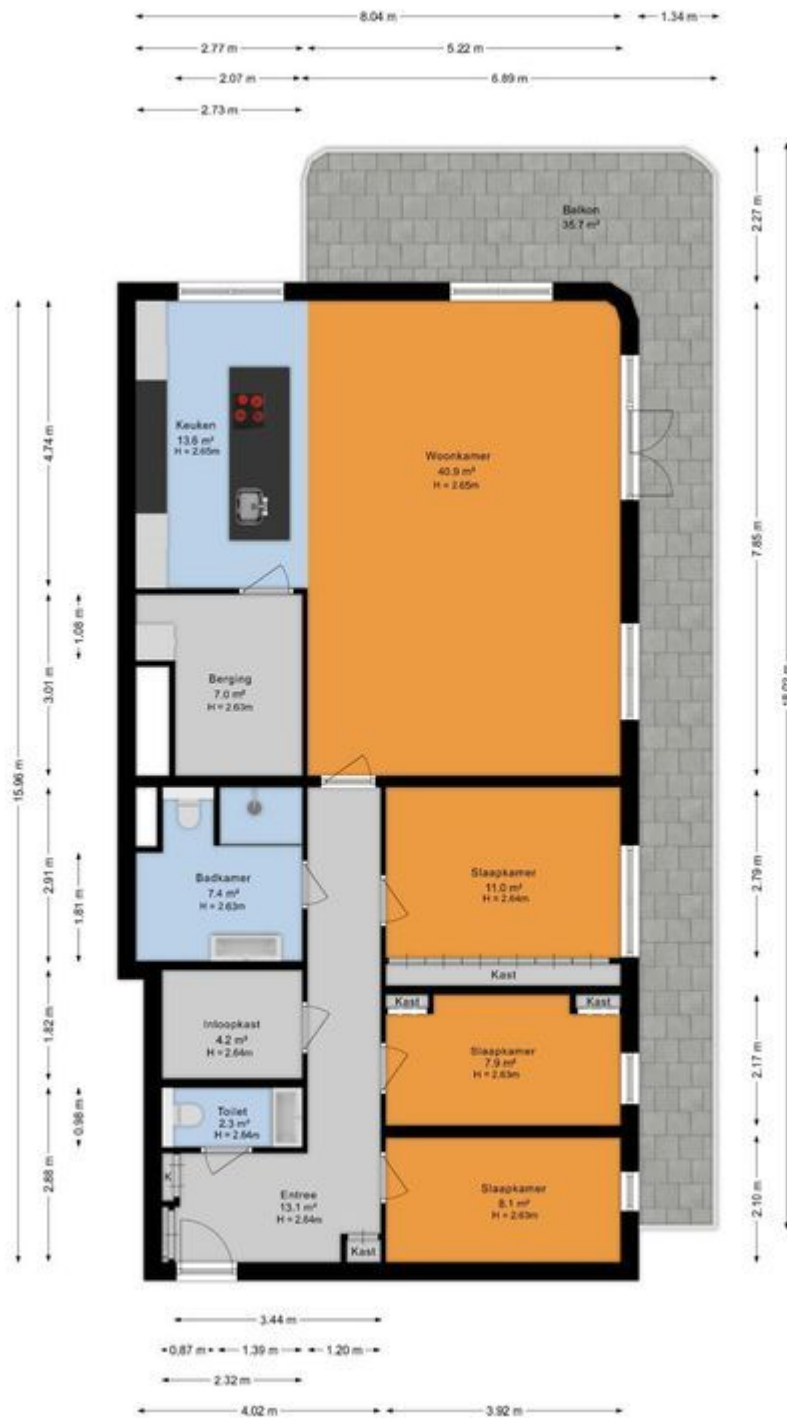 8.04 m
1.34 m
2.77 m
5.22 m
2.07 m
6.89 m
2.73 m
Balkon
35.7 m²
2.27 m
Keuken
13.6 m²
H = 2.65m
Woonkamer
40.9 m²
H = 2.65m
4.74 m
7.85 m
18.02 m
1.08 m
3.01 m
Berging
7.0 m²
H = 2.63m
15.96 m
2.91 m
1.81 m
Badkamer
7.4 m²
H = 2.63m
Slaapkamer
11.0 m²
H = 2.64m
2.79 m
Kast
Kast
Kast
1.82 m
Inloopkast
4.2 m²
H = 2.64m
Slaapkamer
7.9 m²
H = 2.63m
2.17 m
0.98 m
Toilet
2.3 m²
H = 2.64m
2.88 m
K
Entree
13.1 m²
H = 2.64m
Slaapkamer
8.1 m²
H = 2.63m
2.10 m
Kast
3.44 m
0.87 m
1.39 m
1.20 m
2.32 m
4.02 m
3.92 m